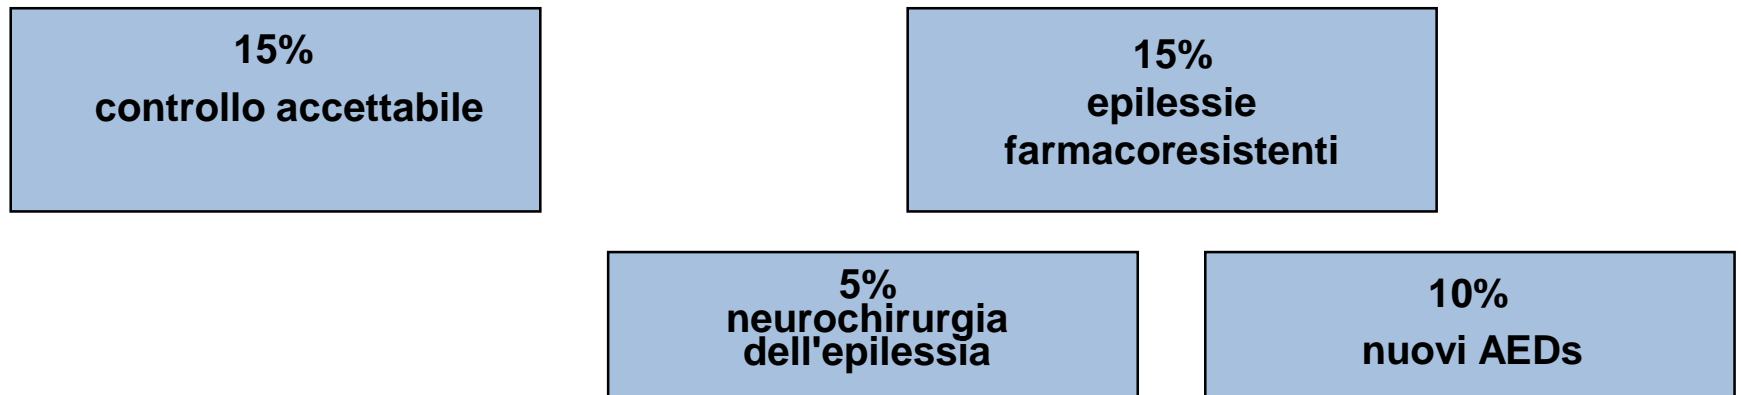 15%
controllo accettabile
15%
epilessie
farmacoresistenti
5%
neurochirurgia
dell'epilessia
10%
nuovi AEDs